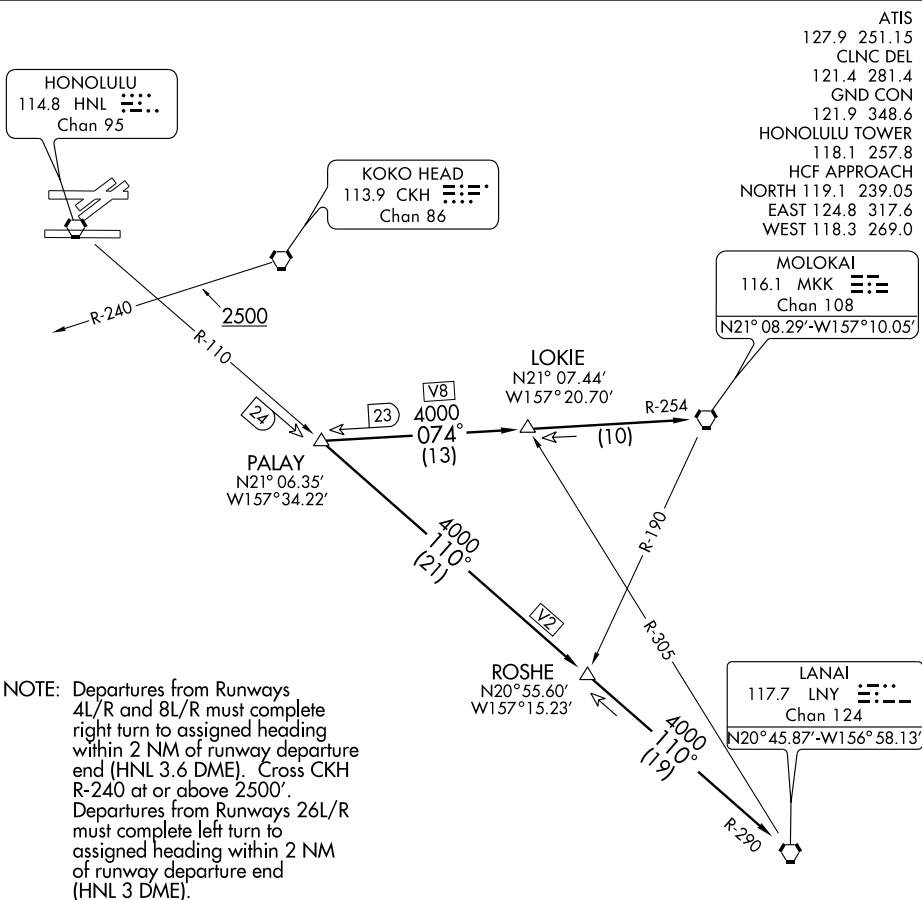 ATIS
127.9 251.15
CLNC DEL
121.4 281.4
GND CON
121.9 348.6
HONOLULU TOWER
118.1 257.8
HCF APPROACH
NORTH 119.1 239.05
EAST 124.8 317.6
WEST 118.3 269.0
HONOLULU
114.8 HNL
Chan 95
KOKO HEAD
113.9 CKH
Chan 86
MOLOKAI
116.1 MKK
Chan 108
N21° 08.29'-W157°10.05'
R-240
2500
R-110
LOKIE
N21° 07.44'
W157°20.70'
24
23
V8
4000
074°
(13)
R-254
(10)
PALAY
N21° 06.35'
W157°34.22'
4000
110°
(21)
R-190
V2
R-305
ROSHE
N20°55.60'
W157°15.23'
LANAI
117.7 LNY
Chan 124
N20°45.87'-W156°58.13'
4000
110°
(19)
R-290
NOTE: Departures from Runways
4L/R and 8L/R must complete
right turn to assigned heading
within 2 NM of runway departure
end (HNL 3.6 DME). Cross CKH
R-240 at or above 2500'.
Departures from Runways 26L/R
must complete left turn to
assigned heading within 2 NM
of runway departure end
(HNL 3 DME).